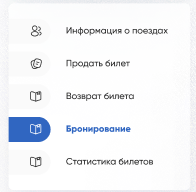 Информация о поездах
Продать билет
Возврат билета
Бронирование
Статистика билетов